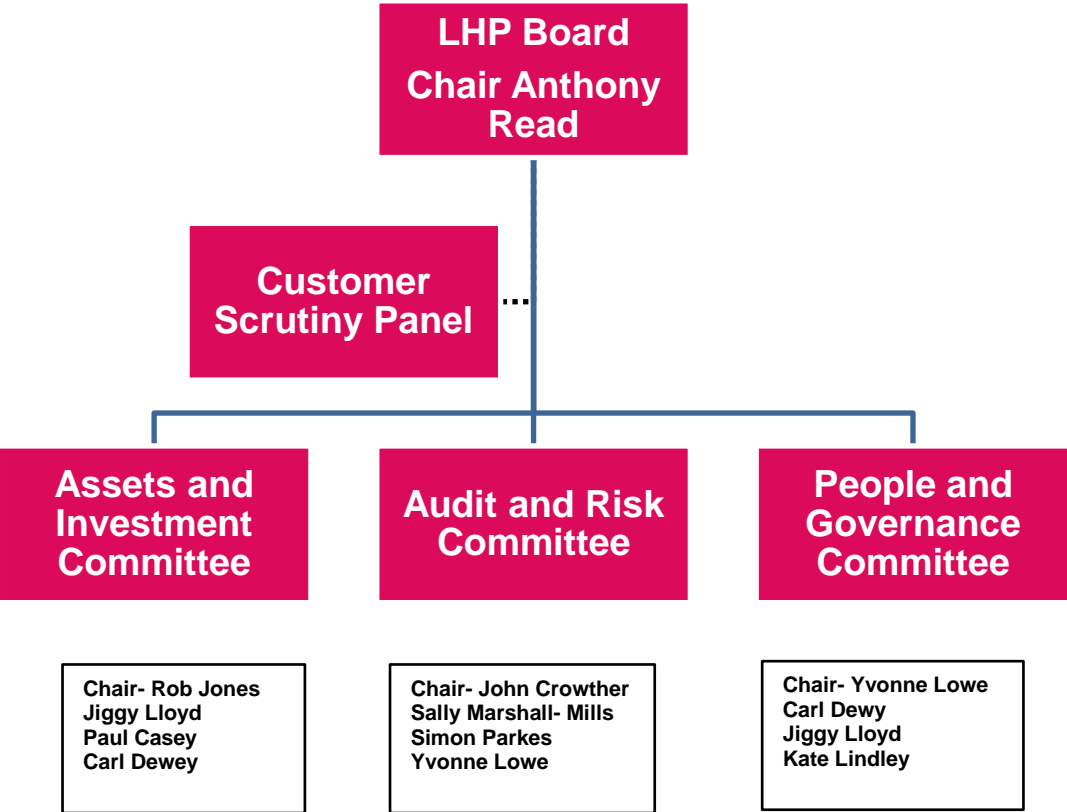 LHP Board
Chair Anthony
Read
Customer
Scrutiny Panel
Assets and
Investment
Committee
Audit and Risk
Committee
People and
Governance
Committee
Chair- Rob Jones
Jiggy Lloyd
Paul Casey
Carl Dewey
Chair- John Crowther
Sally Marshall- Mills
Simon Parkes
Yvonne Lowe
Chair- Yvonne Lowe
Carl Dewy
Jiggy Lloyd
Kate Lindley